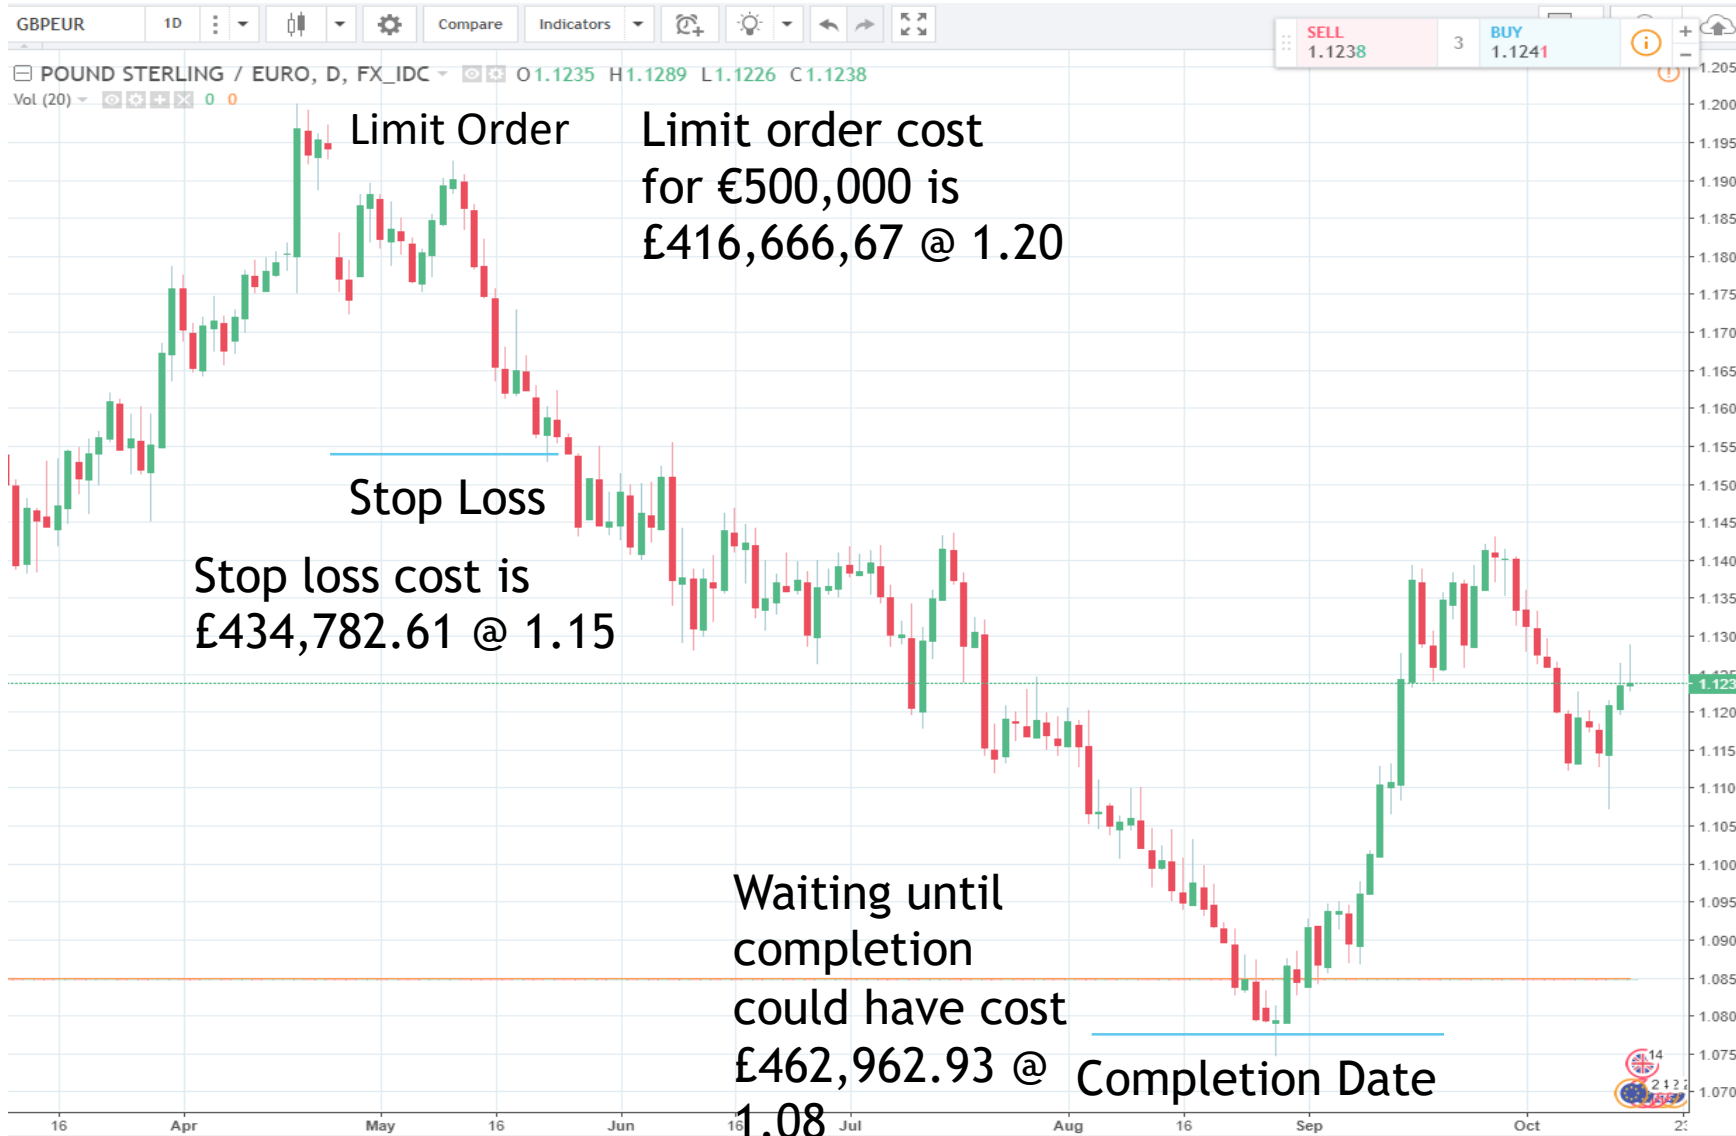 GBPEUR 1D Compare Indicators
SELL 1.1238 3 BUY 1.1241
POUND STERLING / EURO, D, FX_IDC O1.1235 H1.1289 L1.1226 C1.1238
Vol (20) 0 0
Limit Order
Limit order cost
for €500,000 is
£416,666,67 @ 1.20
Stop Loss
Stop loss cost is
£434,782.61 @ 1.15
Waiting until
completion
could have cost
£462,962.93 @
1.08
Completion Date
1.205
1.200
1.195
1.190
1.185
1.180
1.175
1.170
1.165
1.160
1.155
1.150
1.145
1.140
1.135
1.130
1.123
1.120
1.115
1.110
1.105
1.100
1.095
1.090
1.085
1.080
1.075
1.070
14
16 Apr May 16 Jun 16 Jul Aug 16 Sep Oct